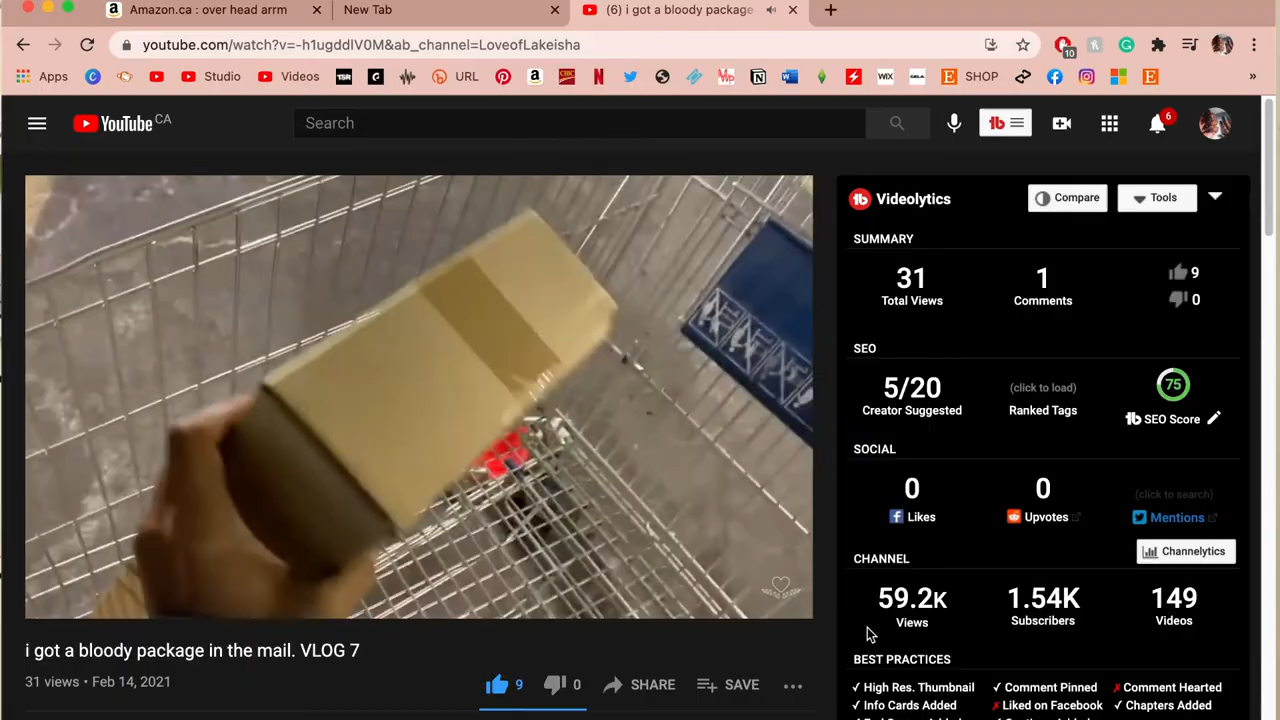 Amazon.ca : over head arrm
New Tab
(6) i got a bloody package
youtube.com/watch?v=-h1ugddlV0M&ab_channel=LoveofLakeisha
10
Apps
Studio
Videos
URL
SHOP
YouTube CA
Search
6
Videolytics
Compare
Tools
SUMMARY
31
Total Views
1
Comments
9
0
SEO
5/20
Creator Suggested
(click to load)
Ranked Tags
75
SEO Score
SOCIAL
0
Likes
0
Upvotes
(click to search)
Mentions
CHANNEL
Channelytics
59.2K
Views
1.54K
Subscribers
149
Videos
BEST PRACTICES
High Res. Thumbnail
Comment Pinned
Comment Hearted
Info Cards Added
Liked on Facebook
Chapters Added
i got a bloody package in the mail. VLOG 7
31 views • Feb 14, 2021
9
0
SHARE
SAVE